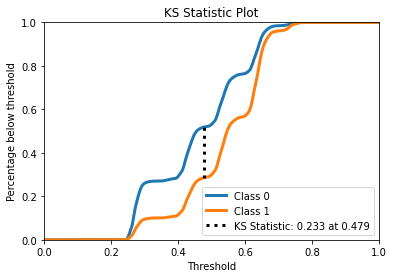 KS Statistic Plot
1.0
0.8
0.6
0.4
0.2
0.0
Percentage below threshold
Class 0
Class 1
KS Statistic: 0.233 at 0.479
0.0 0.2 0.4 0.6 0.8 1.0
Threshold